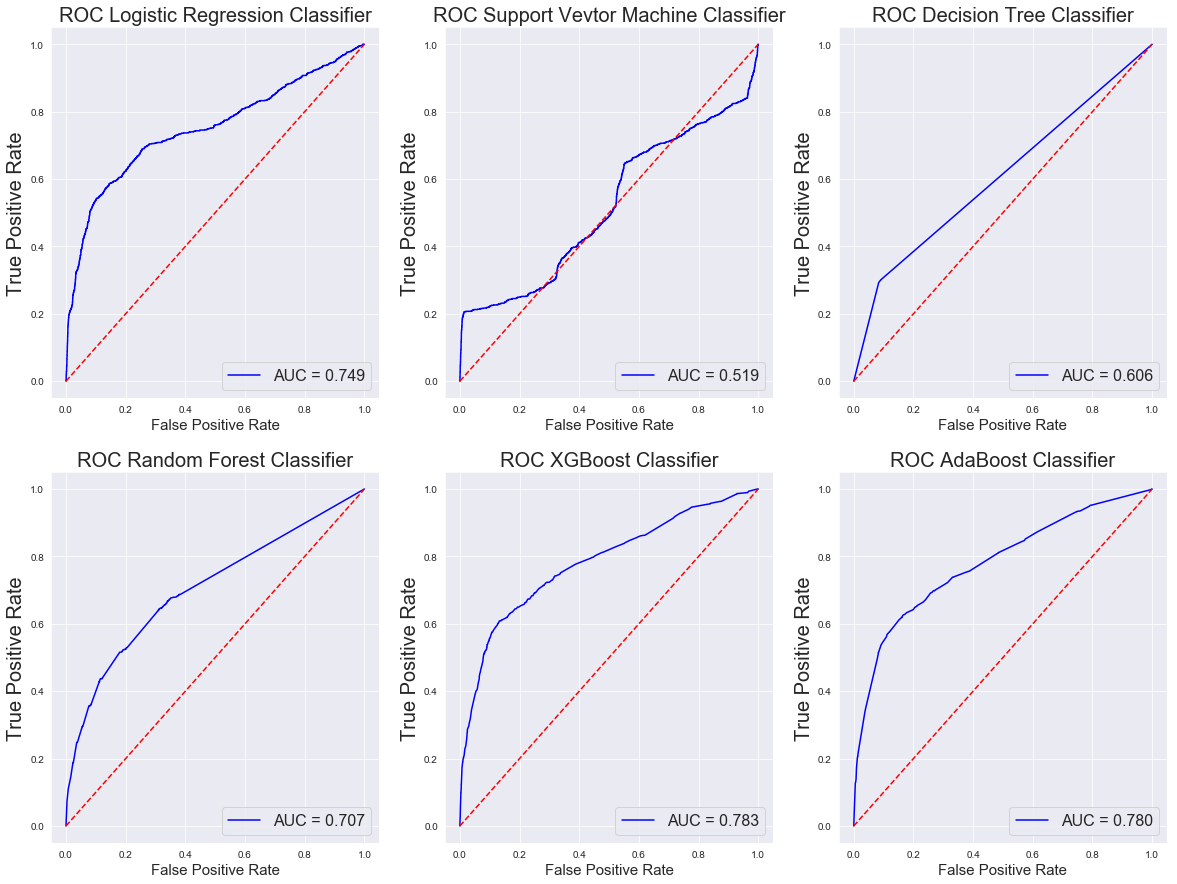 ROC Logistic Regression Classifier
True Positive Rate
1.0
0.8
0.6
0.4
0.2
0.0
AUC = 0.749
0.0 0.2 0.4 0.6 0.8 1.0
False Positive Rate
ROC Support Vevtor Machine Classifier
True Positive Rate
1.0
0.8
0.6
0.4
0.2
0.0
AUC = 0.519
0.0 0.2 0.4 0.6 0.8 1.0
False Positive Rate
ROC Decision Tree Classifier
True Positive Rate
1.0
0.8
0.6
0.4
0.2
0.0
AUC = 0.606
0.0 0.2 0.4 0.6 0.8 1.0
False Positive Rate
ROC Random Forest Classifier
True Positive Rate
1.0
0.8
0.6
0.4
0.2
0.0
AUC = 0.707
0.0 0.2 0.4 0.6 0.8 1.0
False Positive Rate
ROC XGBoost Classifier
True Positive Rate
1.0
0.8
0.6
0.4
0.2
0.0
AUC = 0.783
0.0 0.2 0.4 0.6 0.8 1.0
False Positive Rate
ROC AdaBoost Classifier
True Positive Rate
1.0
0.8
0.6
0.4
0.2
0.0
AUC = 0.780
0.0 0.2 0.4 0.6 0.8 1.0
False Positive Rate